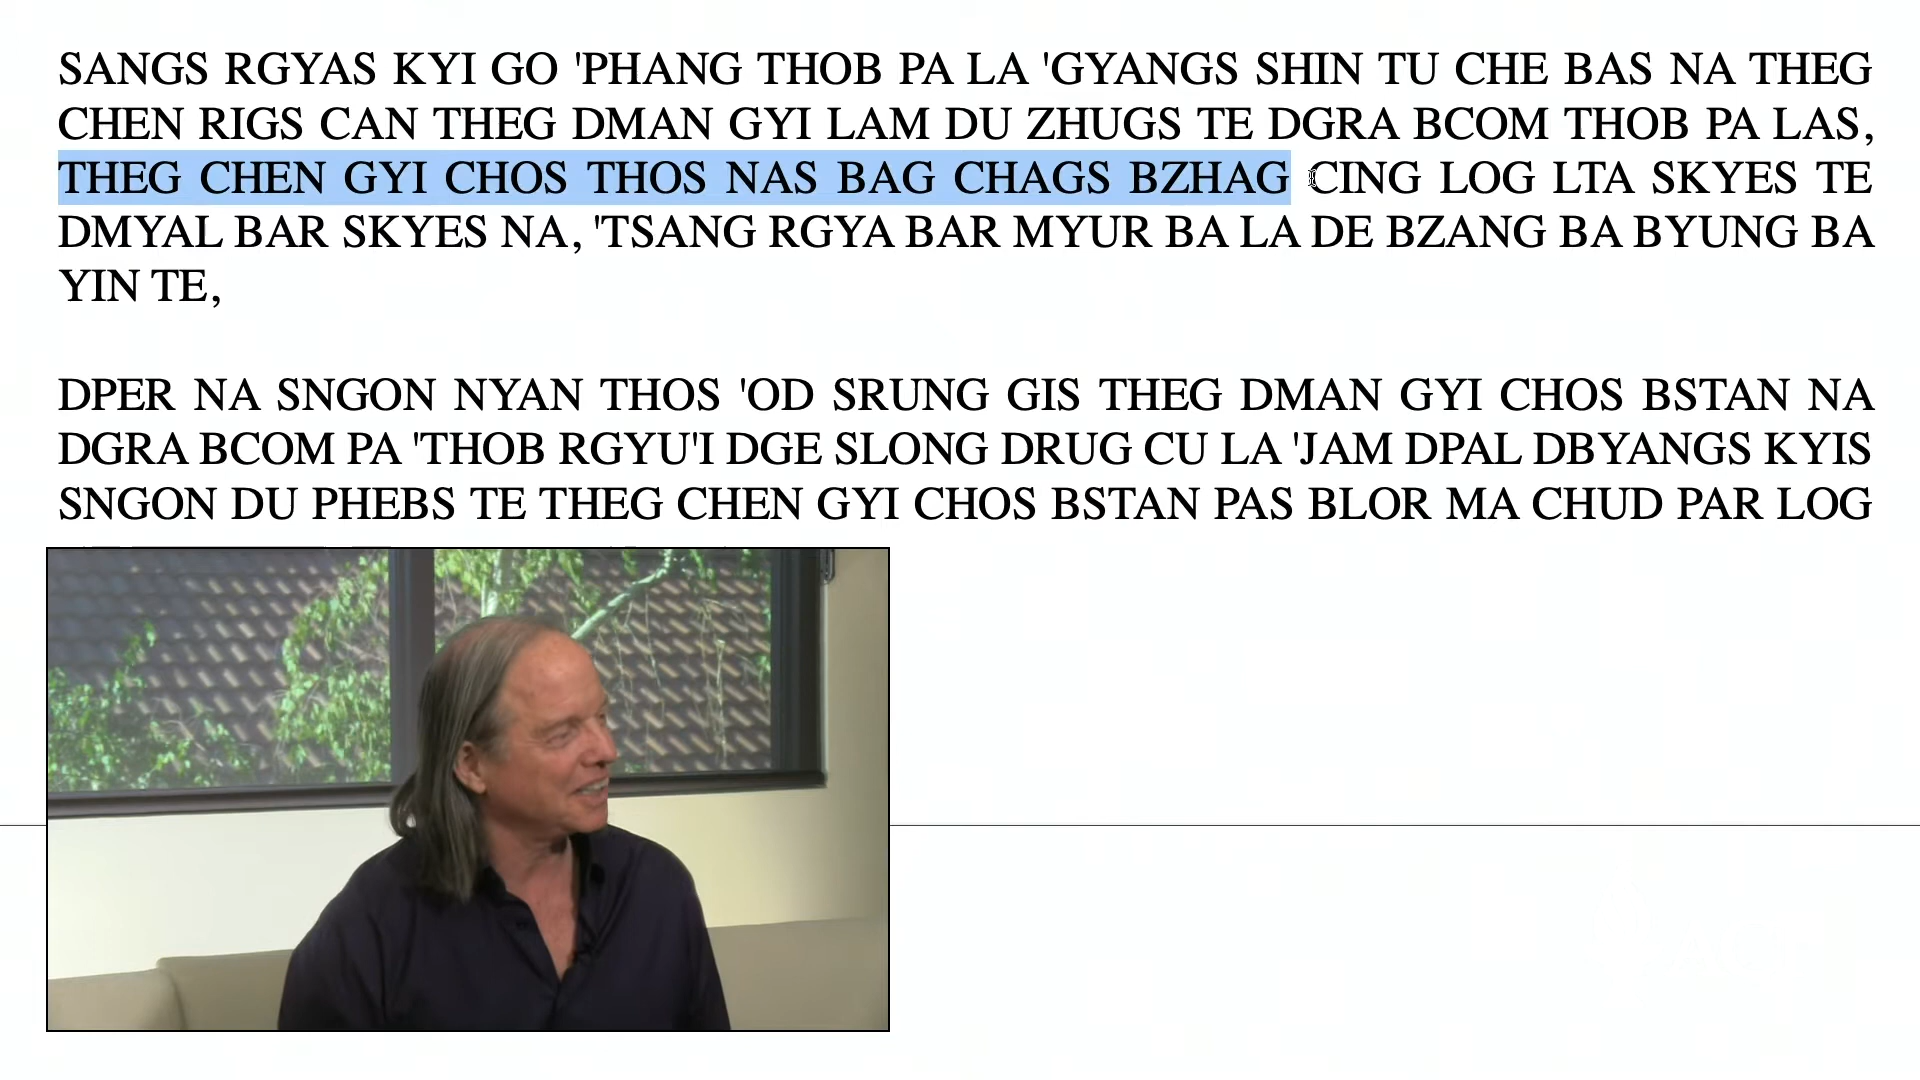 SANGS RGYAS KYI GO 'PHANG THOB PA LA 'GYANGS SHIN TU CHE BAS NA THEG
CHEN RIGS CAN THEG DMAN GYI LAM DU ZHUGS TE DGRA BCOM THOB PA LAS,
THEG CHEN GYI CHOS THOS NAS BAG CHAGS BZHAG CING LOG LTA SKYES TE
DMYAL BAR SKYES NA, 'TSANG RGYA BAR MYUR BA LA DE BZANG BA BYUNG BA
YIN TE,
DPER NA SNGON NYAN THOS 'OD SRUNG GIS THEG DMAN GYI CHOS BSTAN NA
DGRA BCOM PA 'THOB RGYU'I DGE SLONG DRUG CU LA 'JAM DPAL DBYANGS KYIS
SNGON DU PHEBS TE THEG CHEN GYI CHOS BSTAN PAS BLOR MA CHUD PAR LOG